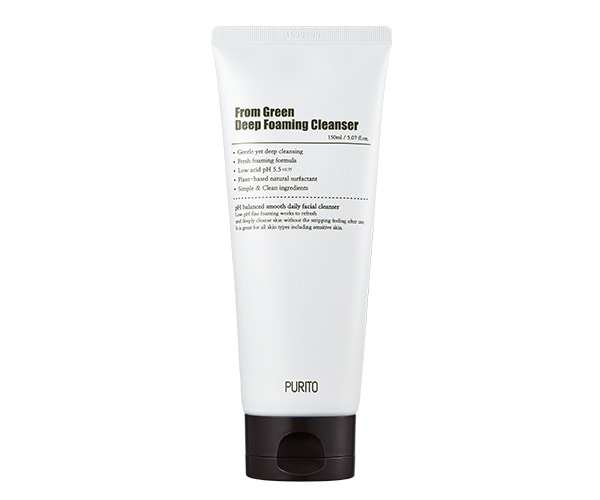 From Green
Deep Foaming Cleanser
150ml / 5.07 fl.oz.
• Gentle yet deep cleansing
• Fresh foaming formula
• Low acid pH 5.5 ±0.75
• Plant-based natural surfactant
• Simple & Clean ingredients
pH balanced smooth daily facial cleanser
Low pH fine foaming works to refresh
and deeply cleanse skin without the stripping feeling after use.
It is great for all skin types including sensitive skin.
PURITO